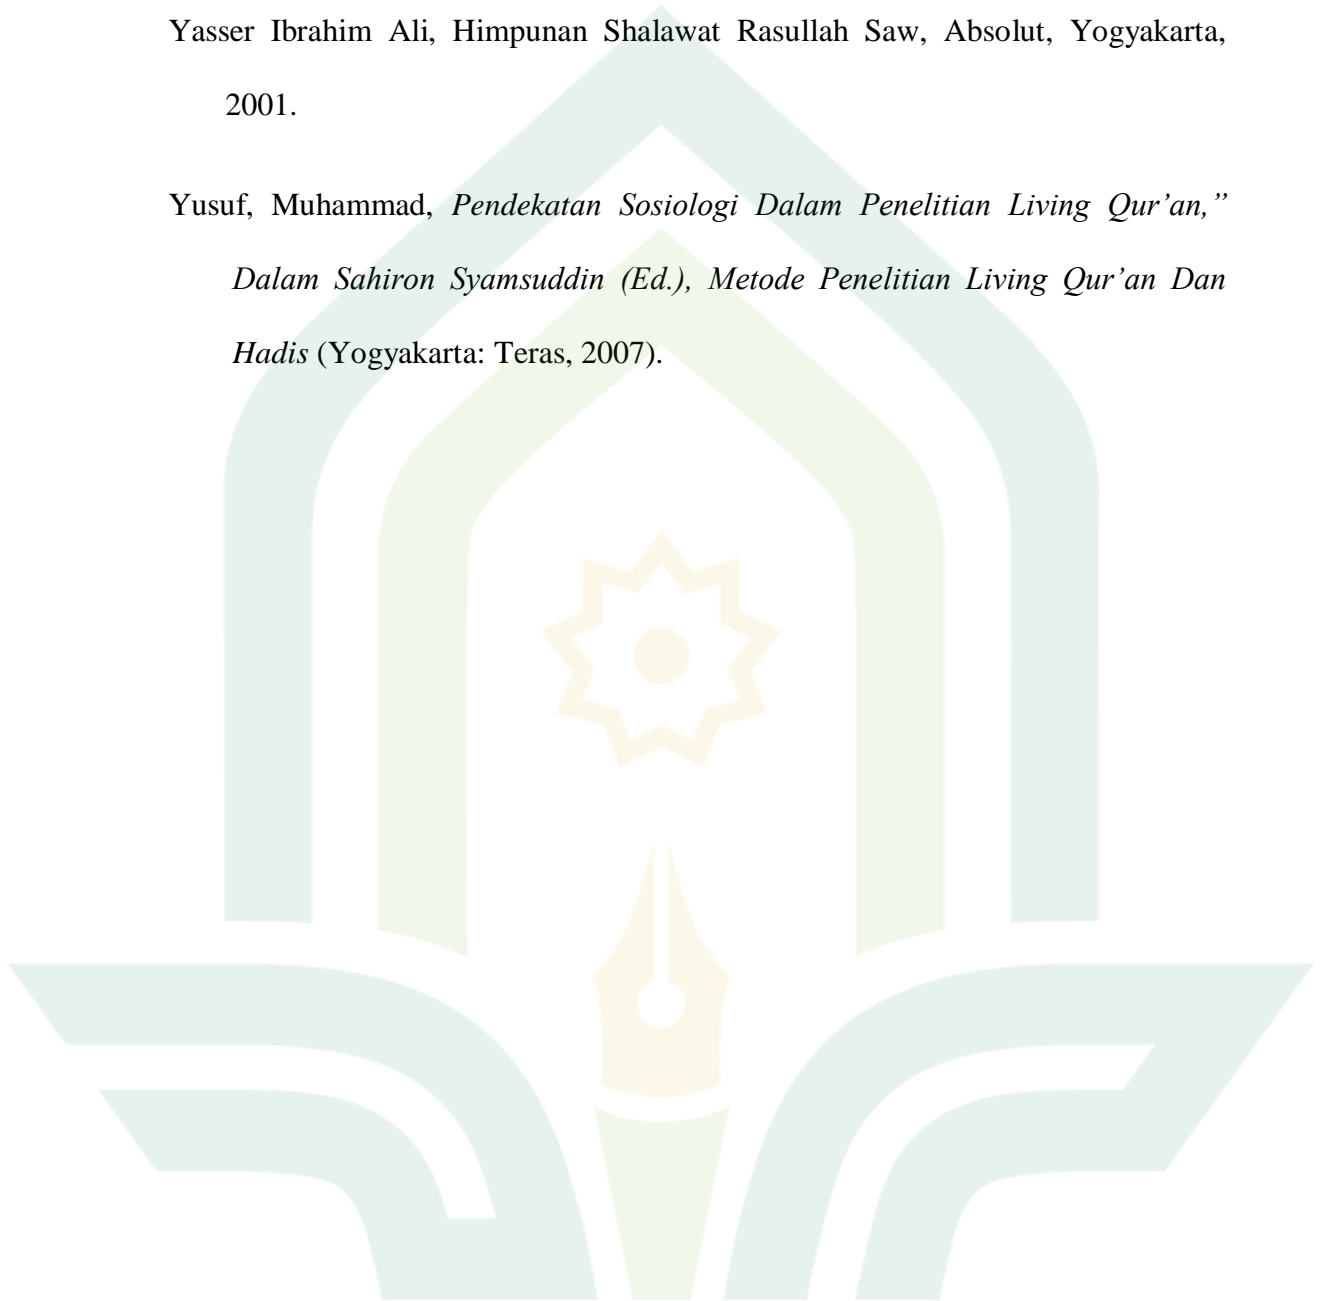 Yasser Ibrahim Ali, Himpunan Shalawat Rasullah Saw, Absolut, Yogyakarta,
2001.
Yusuf, Muhammad, Pendekatan Sosiologi Dalam Penelitian Living Qur’an,”
Dalam Sahiron Syamsuddin (Ed.), Metode Penelitian Living Qur’an Dan
Hadis (Yogyakarta: Teras, 2007).